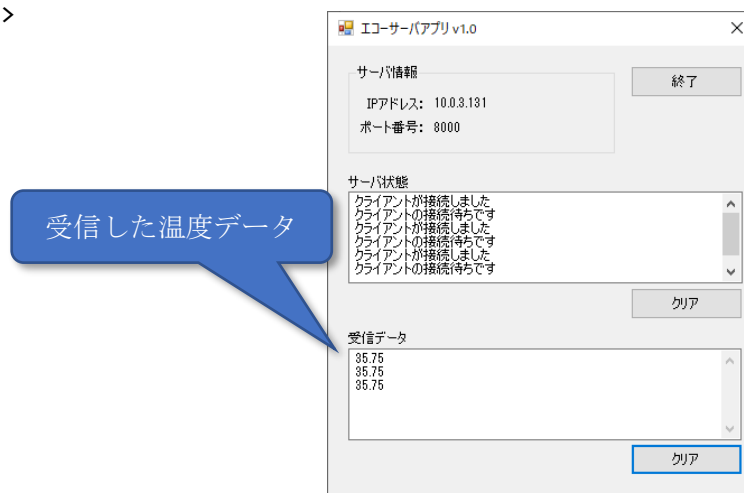 >
エコーサーバアプリ v1.0
サーバ情報
終了
IPアドレス: 10.0.3.131
ポート番号: 8000
サーバ状態
クライアントが接続しました
クライアントの接続待ちです
クライアントが接続しました
クライアントの接続待ちです
クライアントが接続しました
クライアントの接続待ちです
受信した温度データ
クリア
受信データ
35.75
35.75
35.75
クリア